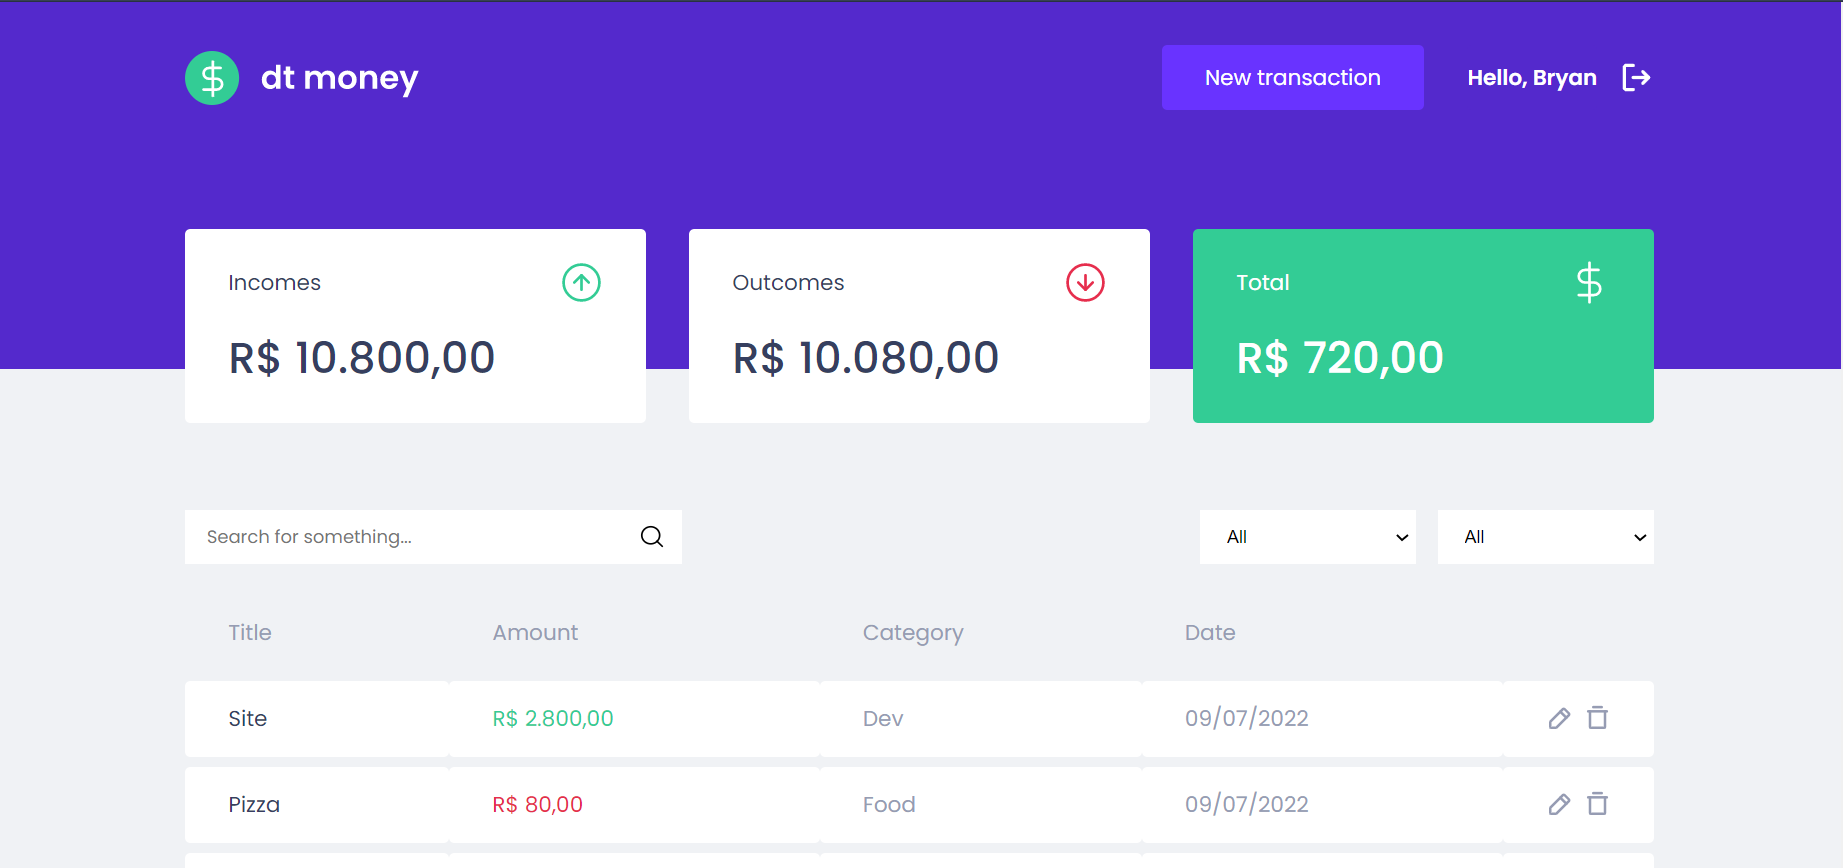 dt money
New transaction
Hello, Bryan
Incomes
R$ 10.800,00
Outcomes
R$ 10.080,00
Total
R$ 720,00
Search for something...
All
All
Title Amount Category Date
Site R$ 2.800,00 Dev 09/07/2022
Pizza R$ 80,00 Food 09/07/2022